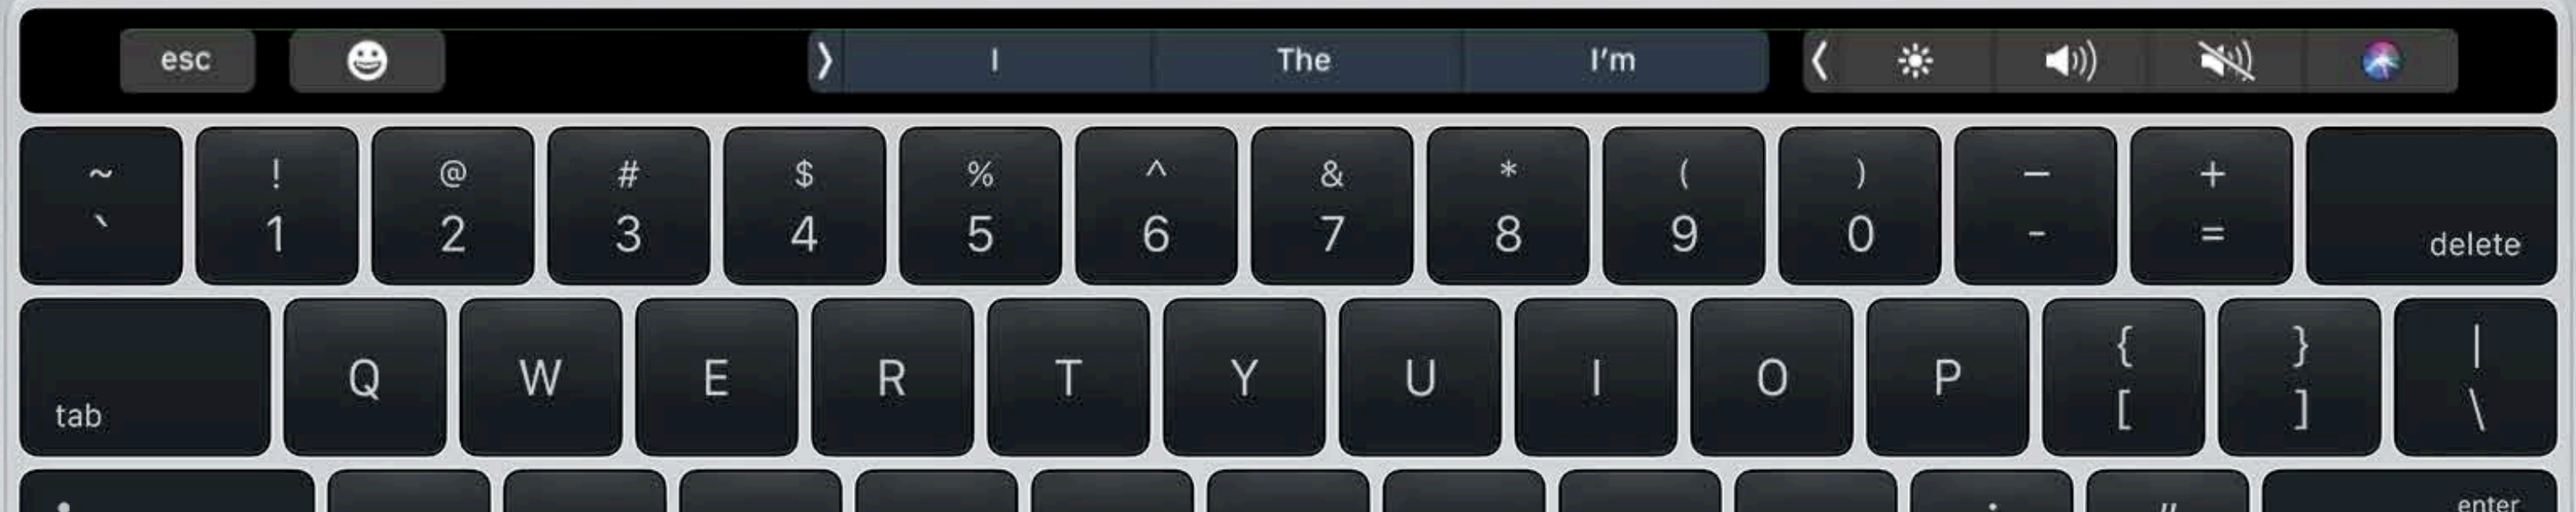 esc I The I'm
~ ! @ # $ % ^ & * ( ) — +
` 1 2 3 4 5 6 7 8 9 0 - = delete
tab Q W E R T Y U I O P { } |
[ ] \
enter